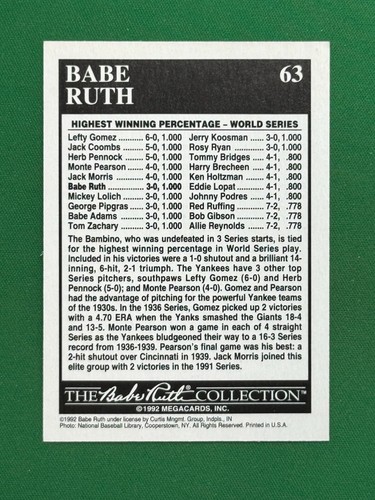 BABE RUTH 63
HIGHEST WINNING PERCENTAGE – WORLD SERIES
Lefty Gomez .......... 6-0, 1.000 Jerry Koosman ...... 3-0, 1.000
Jack Coombs ......... 5-0, 1.000 Rosy Ryan ............. 3-0, 1.000
Herb Pennock ....... 5-0, 1.000 Tommy Bridges .... 4-1, .800
Monte Pearson ...... 4-0, 1.000 Harry Brecheen .... 4-1, .800
Jack Morris ............ 4-0, 1.000 Ken Holtzman ....... 4-1, .800
Babe Ruth .............. 3-0, 1.000 Eddie Lopat .......... 4-1, .800
Mickey Lolich ........ 3-0, 1.000 Johnny Podres ..... 4-1, .800
George Pipgras ..... 3-0, 1.000 Red Ruffing ........... 7-2, .778
Babe Adams .......... 3-0, 1.000 Bob Gibson ........... 7-2, .778
Tom Zachary ......... 3-0, 1.000 Allie Reynolds ....... 7-2, .778
The Bambino, who was undefeated in 3 Series starts, is tied
for the highest winning percentage in World Series play.
Included in his victories were a 1-0 shutout and a brilliant 14-
inning, 6-hit, 2-1 triumph. The Yankees have 3 other top
Series pitchers, southpaws Lefty Gomez (6-0) and Herb
Pennock (5-0); and Monte Pearson (4-0). Gomez and Pearson
had the advantage of pitching for the powerful Yankee teams
of the 1930s. In the 1936 Series, Gomez picked up 2 victories
with a 4.70 ERA when the Yanks smashed the Giants 18-4
and 13-5. Monte Pearson won a game in each of 4 straight
Series as the Yankees bludgeoned their way to a 16-3 Series
record from 1936-1939. Pearson's final game was his best: a
2-hit shutout over Cincinnati in 1939. Jack Morris joined this
elite group with 2 victories in the 1991 Series.
THE Babe Ruth® COLLECTION™
©1992 MEGACARDS, INC.
©1992 Babe Ruth under license by Curtis Mngmt. Group, Indpls., IN
Photo: National Baseball Library, Cooperstown, NY. All Rights Reserved. Printed in U.S.A.